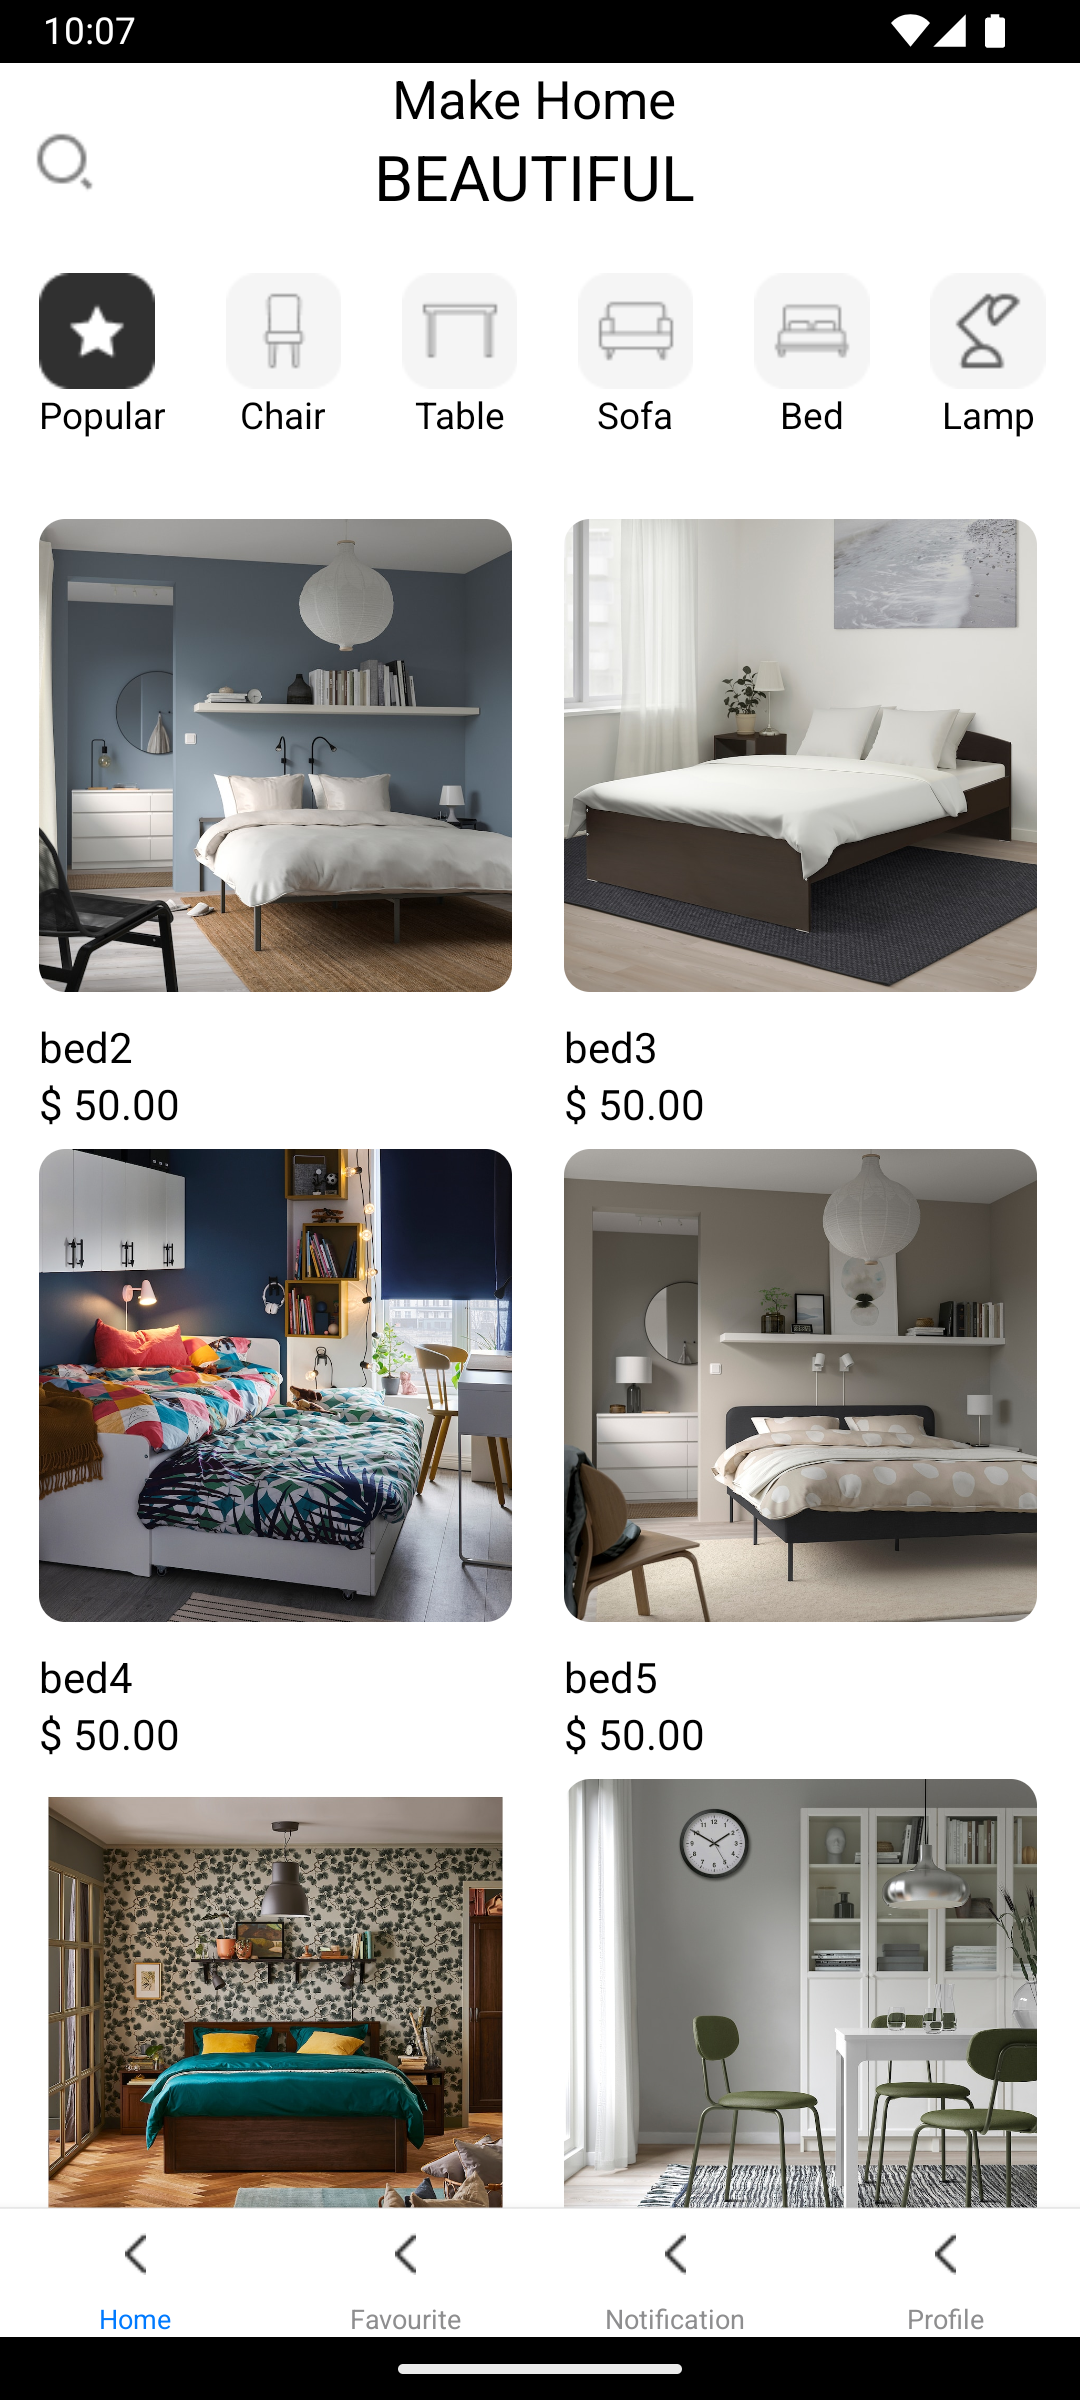 10:07
Make Home
BEAUTIFUL
Popular
Chair
Table
Sofa
Bed
Lamp
bed2
$ 50.00
bed3
$ 50.00
bed4
$ 50.00
bed5
$ 50.00
Home
Favourite
Notification
Profile